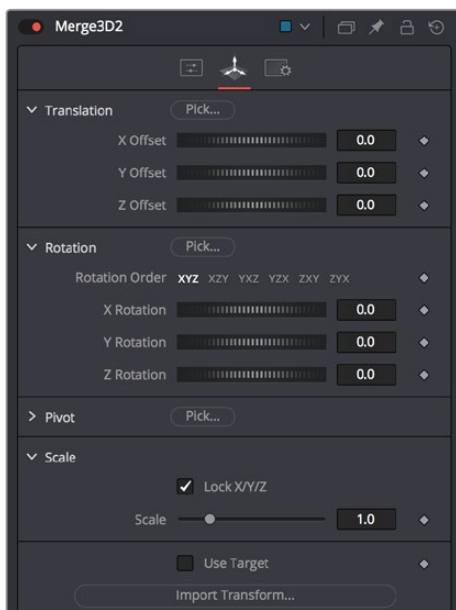 Merge3D2
Translation Pick...
X Offset 0.0
Y Offset 0.0
Z Offset 0.0
Rotation Pick...
Rotation Order XYZ XZY YXZ YZX ZXY ZYX
X Rotation 0.0
Y Rotation 0.0
Z Rotation 0.0
Pivot Pick...
Scale
Lock X/Y/Z
Scale 1.0
Use Target
Import Transform...